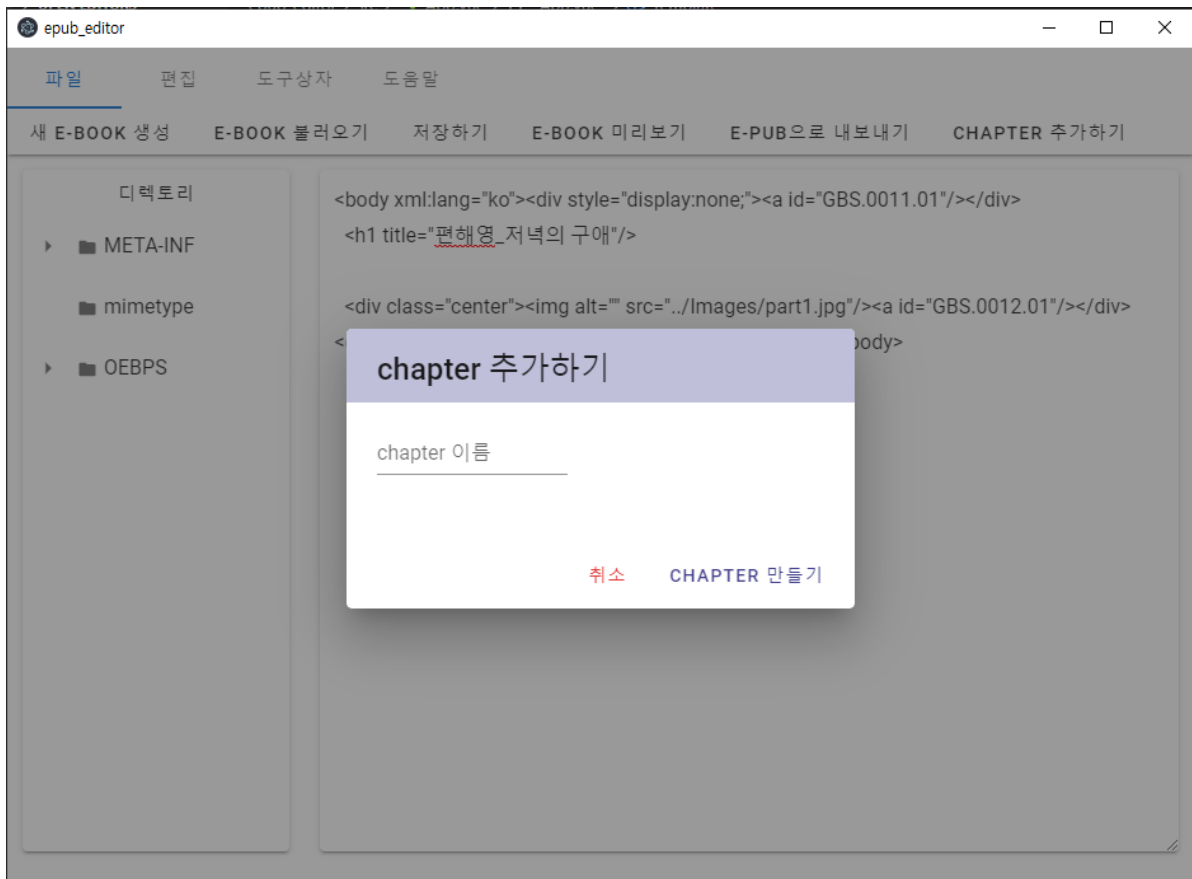 epub_editor
파일 편집 도구상자 도움말
새 E-BOOK 생성 E-BOOK 불러오기 저장하기 E-BOOK 미리보기 E-PUB으로 내보내기 CHAPTER 추가하기
디렉토리
META-INF
mimetype
OEBPS
<body xml:lang="ko"><div style="display:none;"><a id="GBS.0011.01"/></div>
<h1 title="편해영_저녁의 구애"/>
<div class="center"><img alt="" src="../Images/part1.jpg"/><a id="GBS.0012.01"/></div>
< body>
chapter 추가하기
chapter 이름
취소 CHAPTER 만들기